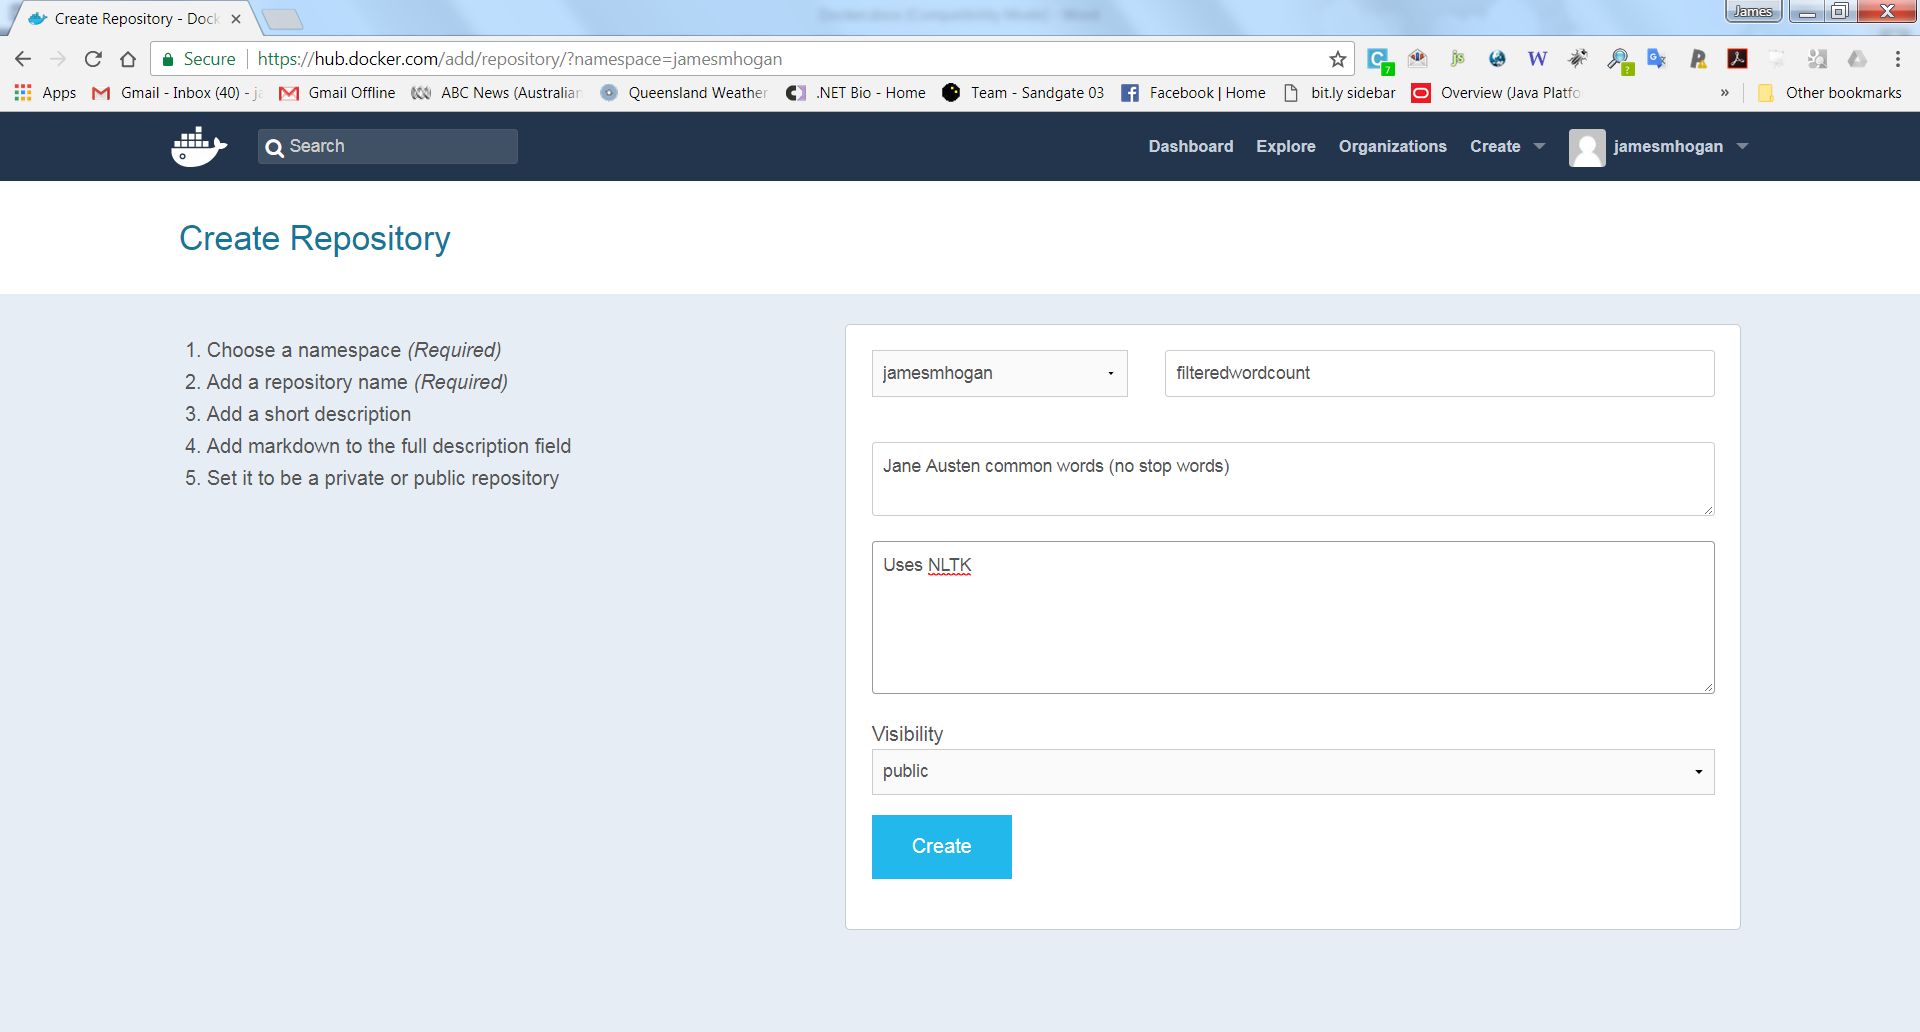 Create Repository - Dock
James
Secure https://hub.docker.com/add/repository/?namespace=jamesmhogan
7
js
W
?
Apps Gmail - Inbox (40) - ja Gmail Offline ABC News (Australian Queensland Weather .NET Bio - Home Team - Sandgate 03 Facebook | Home bit.ly sidebar Overview (Java Platfo » Other bookmarks
Search Dashboard Explore Organizations Create jamesmhogan
Create Repository
1. Choose a namespace (Required)
2. Add a repository name (Required)
3. Add a short description
4. Add markdown to the full description field
5. Set it to be a private or public repository
jamesmhogan filteredwordcount
Jane Austen common words (no stop words)
Uses NLTK
Visibility
public
Create